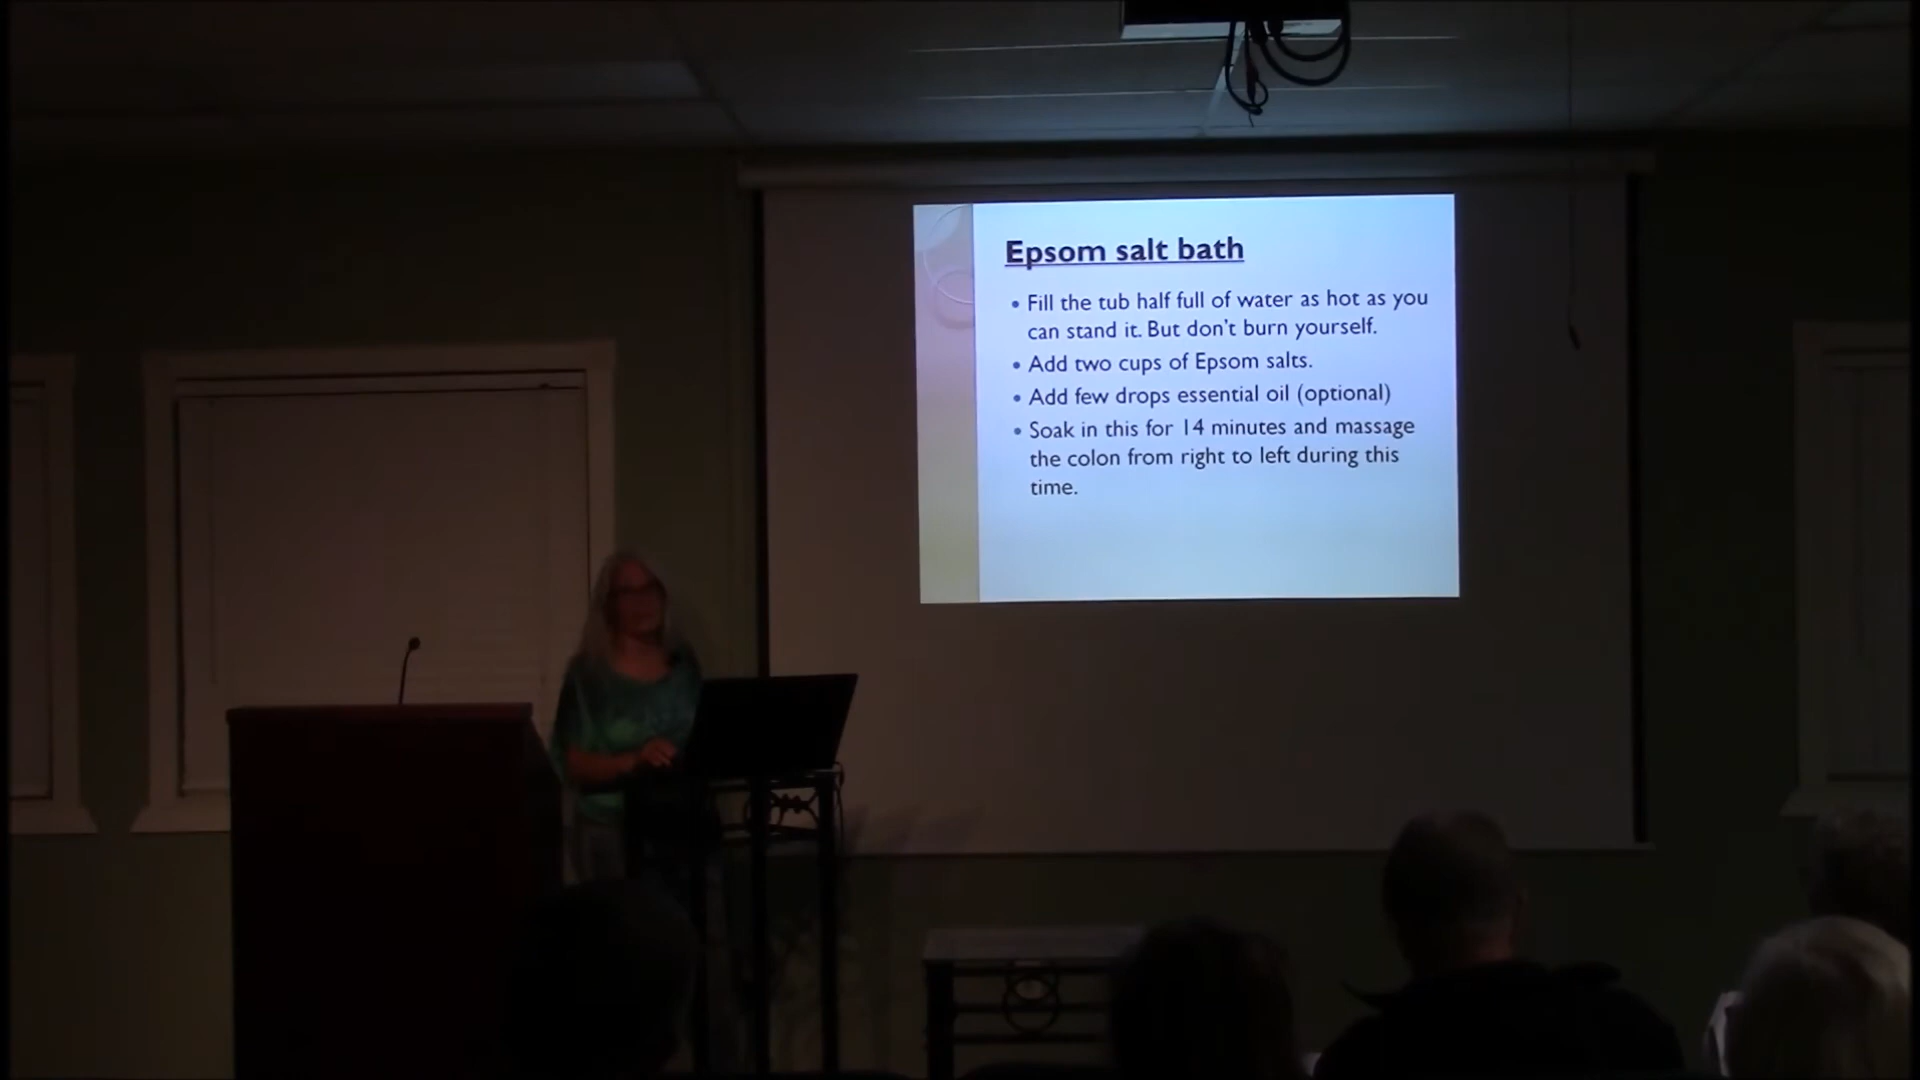 Epsom salt bath
• Fill the tub half full of water as hot as you
can stand it. But don't burn yourself.
• Add two cups of Epsom salts.
• Add few drops essential oil (optional)
• Soak in this for 14 minutes and massage
the colon from right to left during this
time.